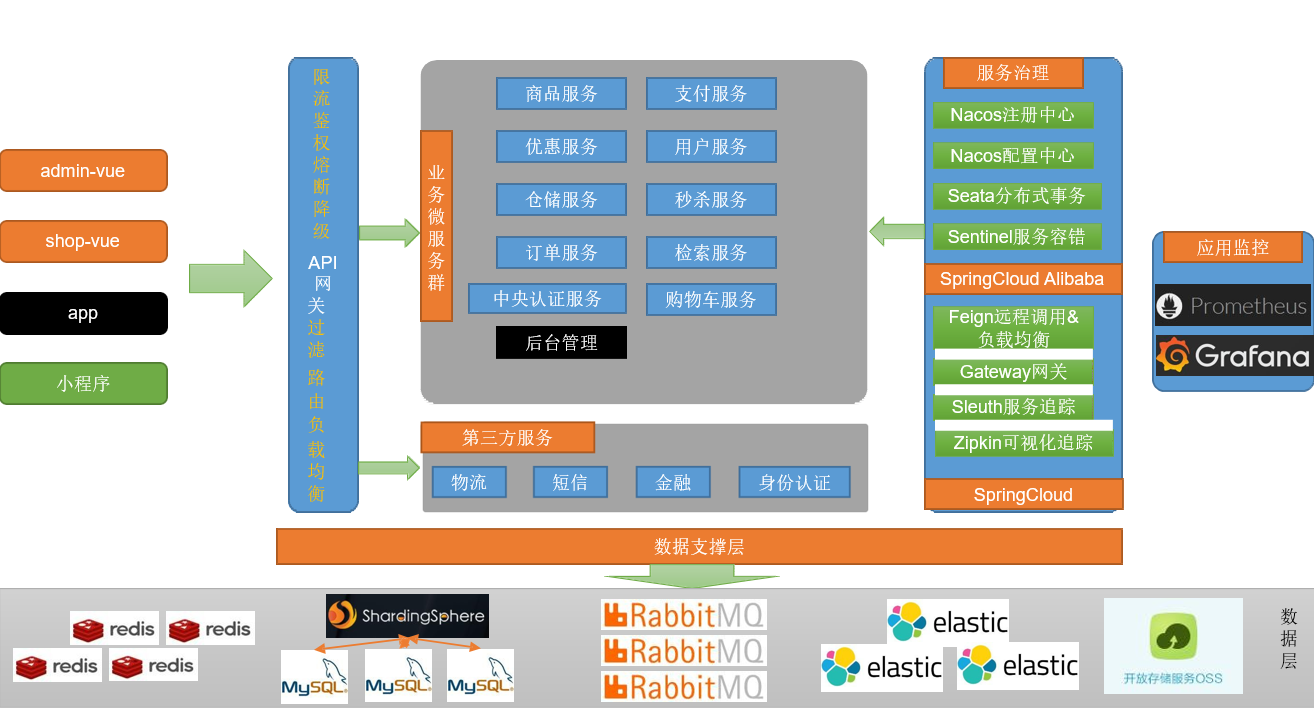 admin-vue
shop-vue
app
小程序
限
流
鉴
权
熔
断
降
级
API
网
关
过
滤
路
由
负
载
均
衡
业
务
微
服
务
群
商品服务
支付服务
优惠服务
用户服务
仓储服务
秒杀服务
订单服务
检索服务
中央认证服务
购物车服务
后台管理
第三方服务
物流
短信
金融
身份认证
服务治理
Nacos注册中心
Nacos配置中心
Seata分布式事务
Sentinel服务容错
SpringCloud Alibaba
Feign远程调用&
负载均衡
Gateway网关
Sleuth服务追踪
Zipkin可视化追踪
SpringCloud
应用监控
Prometheus
Grafana
数据支撑层
redis
redis
redis
redis
ShardingSphere
MySQL
MySQL
MySQL
RabbitMQ
RabbitMQ
RabbitMQ
elastic
elastic
elastic
开放存储服务OSS
数
据
层